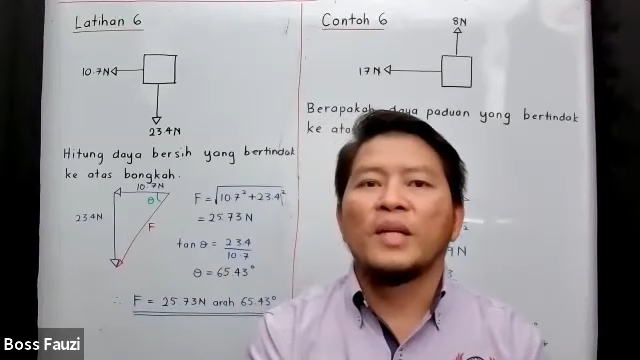 Latihan 6
10.7N
23.4N
Hitung daya bersih yang bertindak
ke atas bongkah.
10.7N
θ
23.4N
F
F = √10.7² + 23.4²
= 25.73 N
tan θ = 23.4
10.7
θ = 65.43°
∴ F = 25.73N arah 65.43°
Contoh 6
8N
17N
Berapakah daya paduan yang bertindak
ke atas
Boss Fauzi